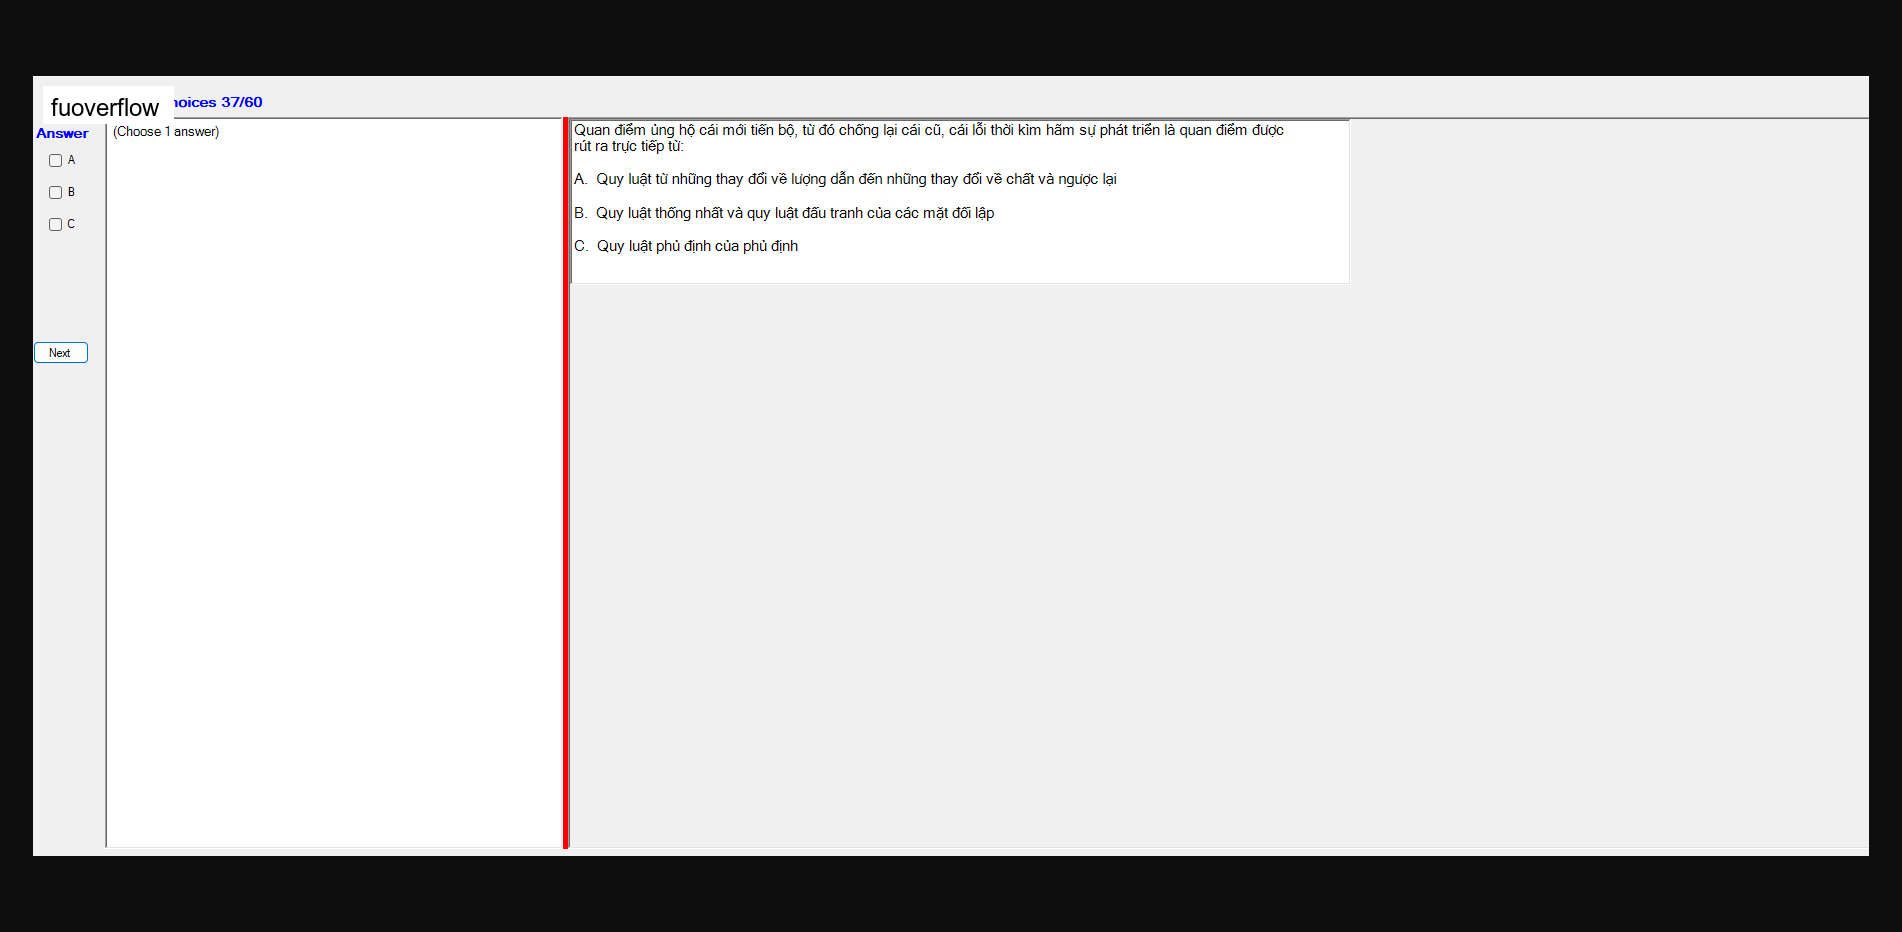 fuoverflow
hoices 37/60
Answer
(Choose 1 answer)
A
B
C
Next
Quan điểm ủng hộ cái mới tiến bộ, từ đó chống lại cái cũ, cái lỗi thời kìm hãm sự phát triển là quan điểm được
rút ra trực tiếp từ:
A. Quy luật từ những thay đổi về lượng dẫn đến những thay đổi về chất và ngược lại
B. Quy luật thống nhất và quy luật đấu tranh của các mặt đối lập
C. Quy luật phủ định của phủ định